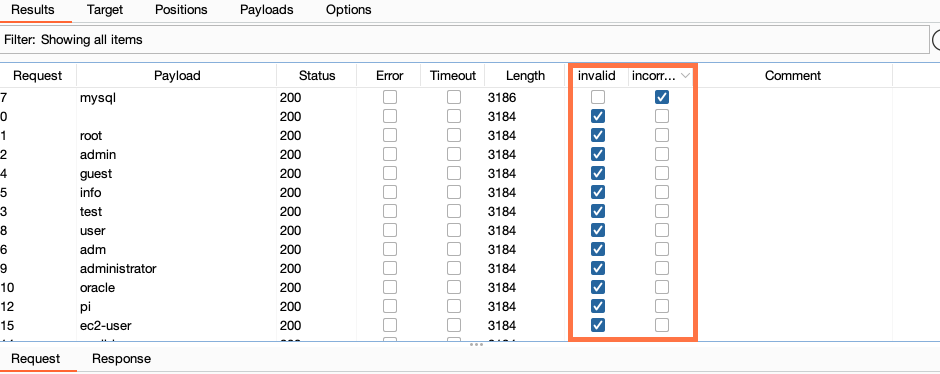 Results Target Positions Payloads Options
Filter: Showing all items
Request Payload Status Error Timeout Length invalid incorr... Comment
7 mysql 200 3186
0 200 3184
1 root 200 3184
2 admin 200 3184
4 guest 200 3184
5 info 200 3184
3 test 200 3184
8 user 200 3184
6 adm 200 3184
9 administrator 200 3184
10 oracle 200 3184
12 pi 200 3184
15 ec2-user 200 3184
Request Response